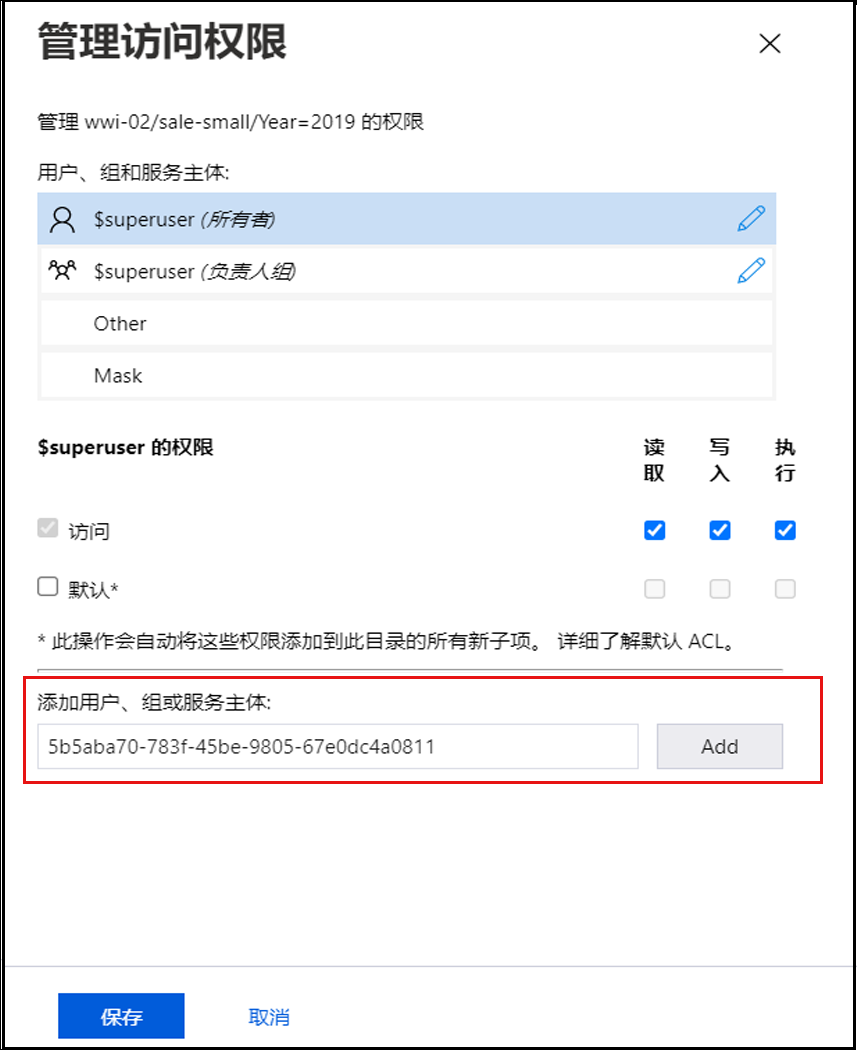 管理访问权限
管理 wwi-02/sale-small/Year=2019 的权限
用户、组和服务主体:
$superuser (所有者)
$superuser (负责人组)
Other
Mask
$superuser 的权限 读取 写入 执行
访问
默认*
* 此操作会自动将这些权限添加到此目录的所有新子项。 详细了解默认 ACL。
添加用户、组或服务主体:
5b5aba70-783f-45be-9805-67e0dc4a0811 Add
保存 取消